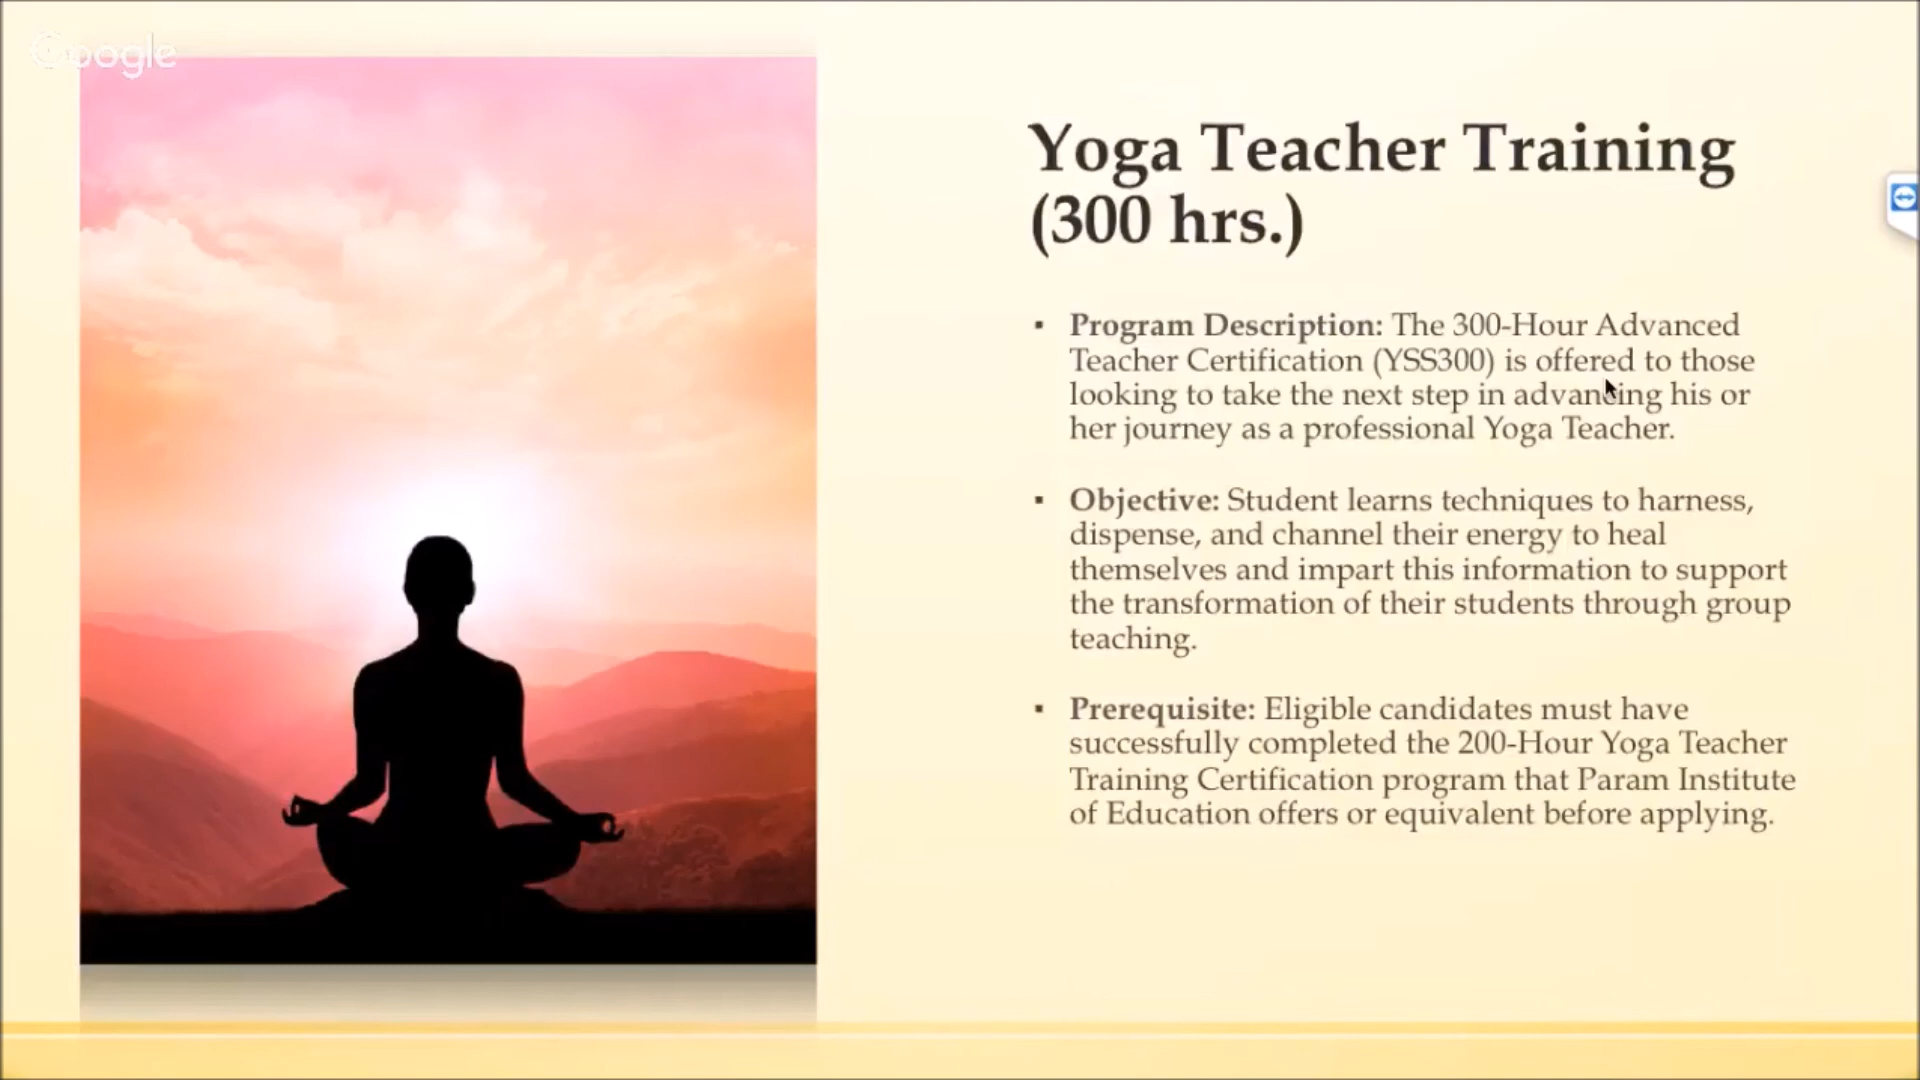 Google
Yoga Teacher Training
(300 hrs.)
▪ Program Description: The 300-Hour Advanced
Teacher Certification (YSS300) is offered to those
looking to take the next step in advancing his or
her journey as a professional Yoga Teacher.
▪ Objective: Student learns techniques to harness,
dispense, and channel their energy to heal
themselves and impart this information to support
the transformation of their students through group
teaching.
▪ Prerequisite: Eligible candidates must have
successfully completed the 200-Hour Yoga Teacher
Training Certification program that Param Institute
of Education offers or equivalent before applying.